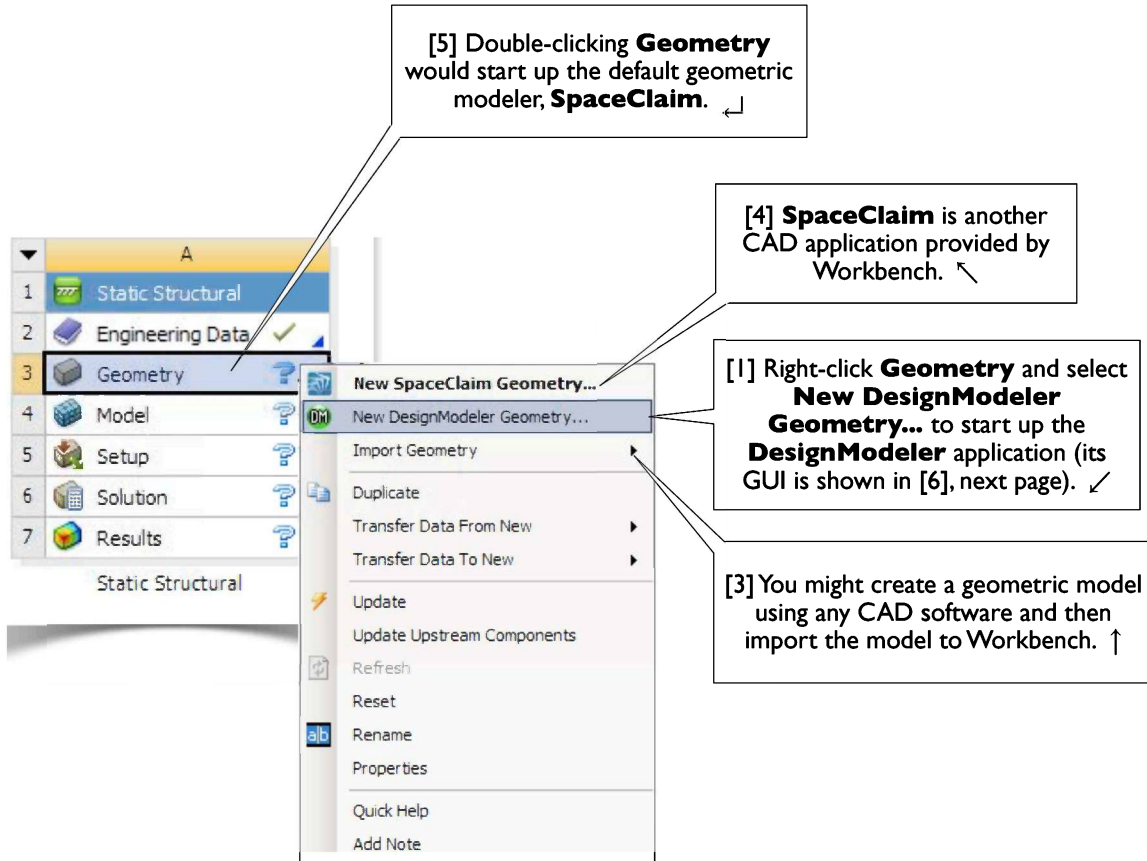 [5] Double-clicking Geometry
would start up the default geometric
modeler, SpaceClaim. ↵
[4] SpaceClaim is another
CAD application provided by
Workbench. ↖
[1] Right-click Geometry and select
New DesignModeler
Geometry... to start up the
DesignModeler application (its
GUI is shown in [6], next page). ↙
[3] You might create a geometric model
using any CAD software and then
import the model to Workbench. ↑
A
1 Static Structural
2 Engineering Data
3 Geometry
4 Model
5 Setup
6 Solution
7 Results
Static Structural
New SpaceClaim Geometry...
DM New DesignModeler Geometry...
Import Geometry
Duplicate
Transfer Data From New
Transfer Data To New
Update
Update Upstream Components
Refresh
Reset
a|b Rename
Properties
Quick Help
Add Note